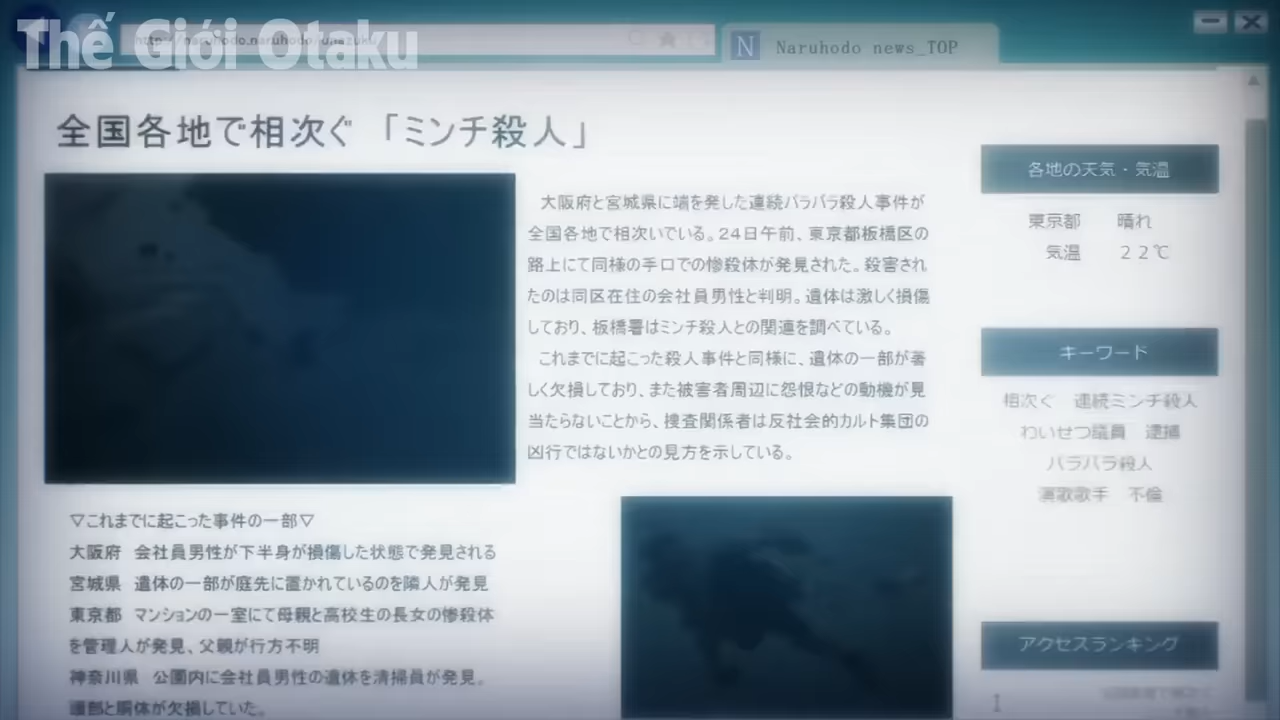 Thế Giới Otaku
Naruhodo news_TOP
全国各地で相次ぐ 「ミンチ殺人」
大阪府と宮城県に端を発した連続バラバラ殺人事件が
全国各地で相次いでいる。24日午前、東京都板橋区の
路上にて同様の手口での惨殺体が発見された。殺害され
たのは同区在住の会社員男性と判明。遺体は激しく損傷
しており、板橋署はミンチ殺人との関連を調べている。
これまでに起こった殺人事件と同様に、遺体の一部が著
しく欠損しており、また被害者周辺に怨恨などの動機が見
当たらないことから、捜査関係者は反社会的カルト集団の
凶行ではないかとの見方を示している。
▽これまでに起こった事件の一部▽
大阪府 会社員男性が下半身が損傷した状態で発見される
宮城県 遺体の一部が庭先に置かれているのを隣人が発見
東京都 マンションの一室にて母親と高校生の長女の惨殺体
を管理人が発見、父親が行方不明
神奈川県 公園内に会社員男性の遺体を清掃員が発見。
頭部と胴体が欠損していた。
各地の天気・気温
東京都 晴れ
気温 22℃
キーワード
相次ぐ 連続ミンチ殺人
わいせつ議員 逮捕
バラバラ殺人
演歌歌手 不倫
アクセスランキング
1